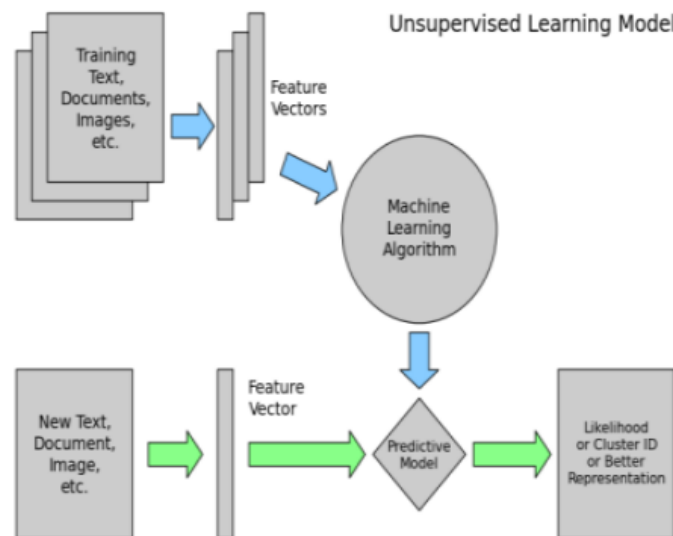 Unsupervised Learning Model
Training
Text,
Documents,
Images,
etc.
Feature
Vectors
Machine
Learning
Algorithm
New Text,
Document,
Image,
etc.
Feature
Vector
Predictive
Model
Likelihood
or Cluster ID
or Better
Representation